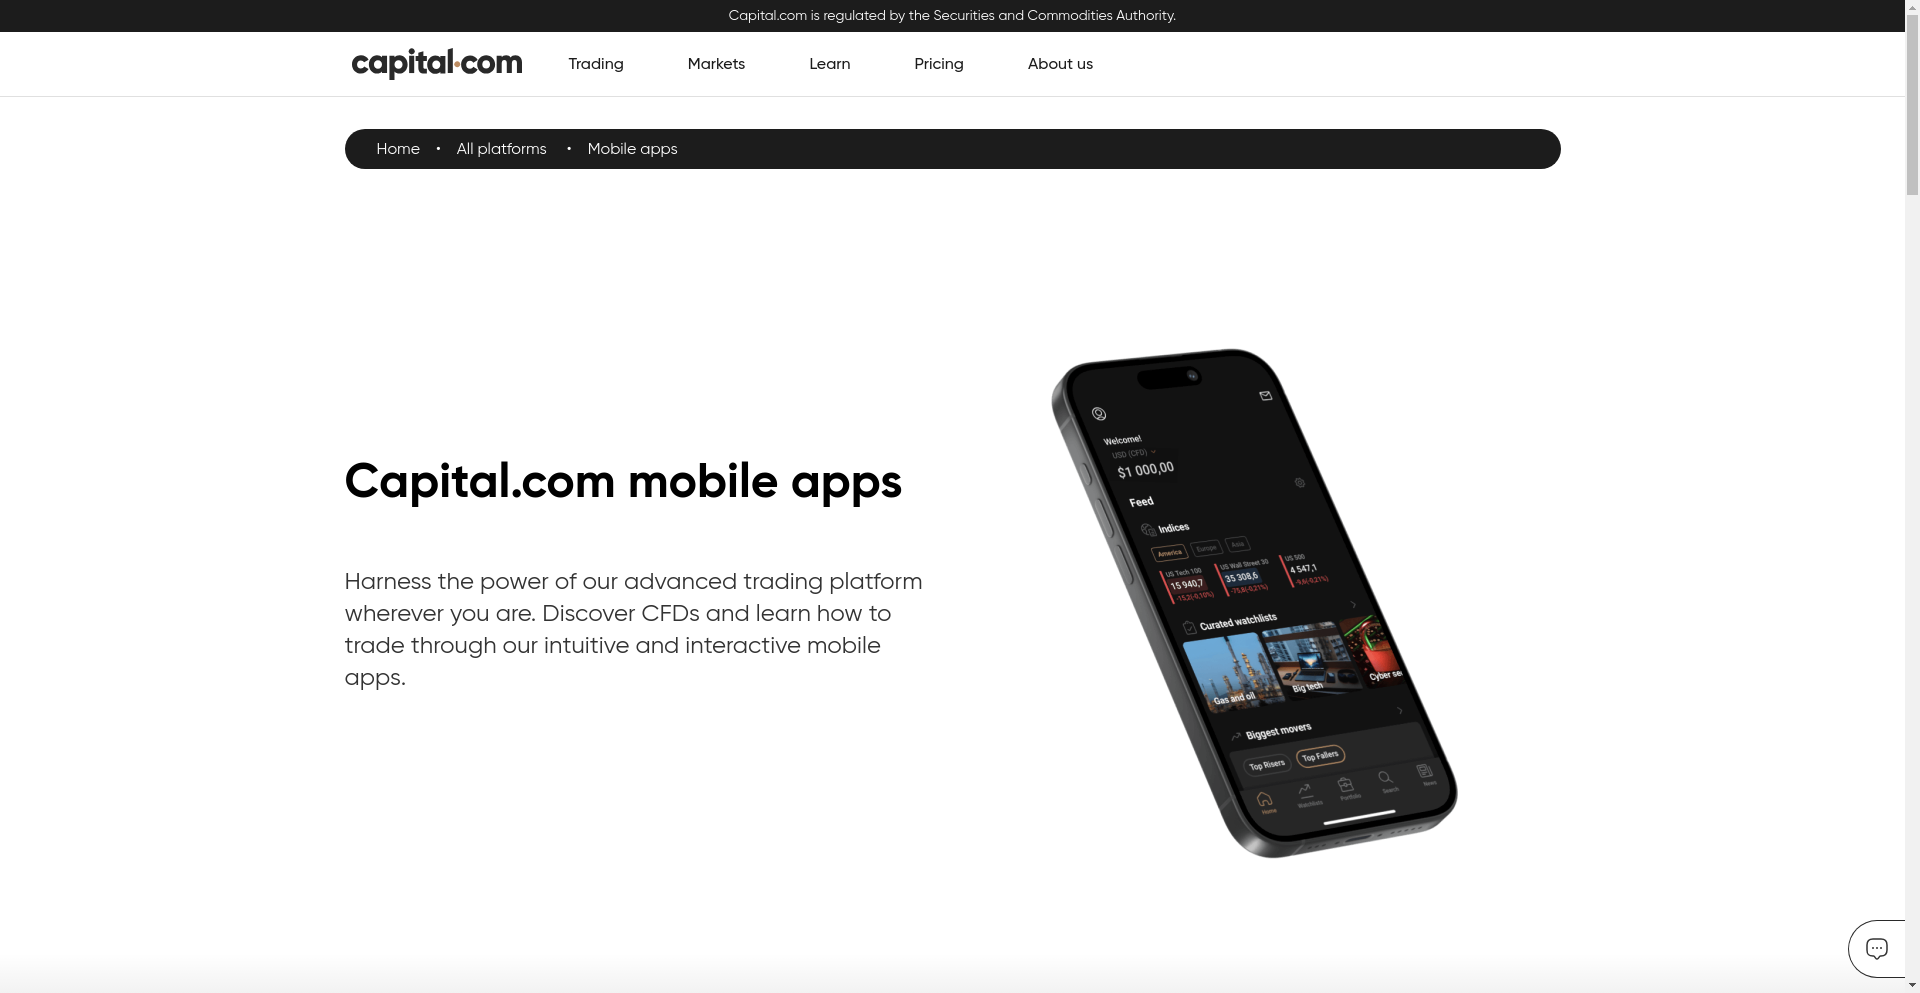 Capital.com is regulated by the Securities and Commodities Authority.
capital.com
Trading
Markets
Learn
Pricing
About us
Home • All platforms • Mobile apps
Capital.com mobile apps
Harness the power of our advanced trading platform
wherever you are. Discover CFDs and learn how to
trade through our intuitive and interactive mobile
apps.
Welcome!
USD (CFD)
$1 000,00
Feed
Indices
America
Europe
Asia
US Tech 100
15 940,7
-15,2(-0,10%)
US Wall Street 30
35 308,6
-75,8(-0,21%)
US 500
4 547,1
-9,6(-0,21%)
Curated watchlists
Gas and oil
Big tech
Cyber se
Biggest movers
Top Risers
Top Fallers
Home
Watchlists
Portfolio
Search
News